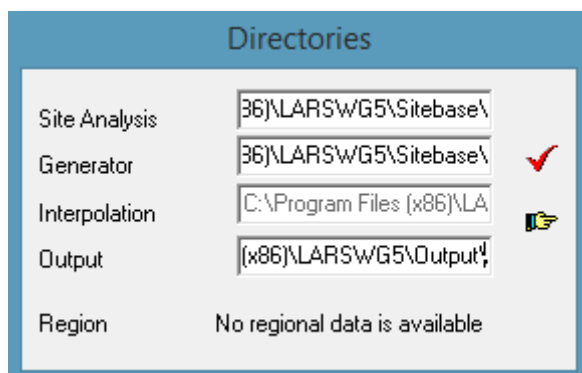 Directories
Site Analysis 36)\LARSWG5\Sitebase\
Generator 36)\LARSWG5\Sitebase\
Interpolation C:\Program Files (x86)\LA
Output (x86)\LARSWG5\Output\
Region No regional data is available